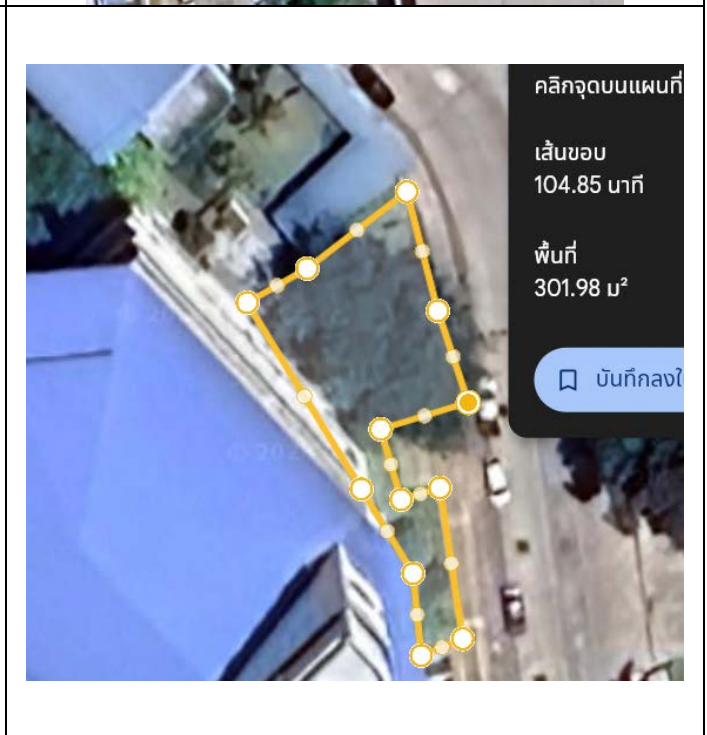 คลิกจุดบนแผนที่
เส้นขอบ
104.85 นาที
พื้นที่
301.98 ม²
บันทึกลงใ